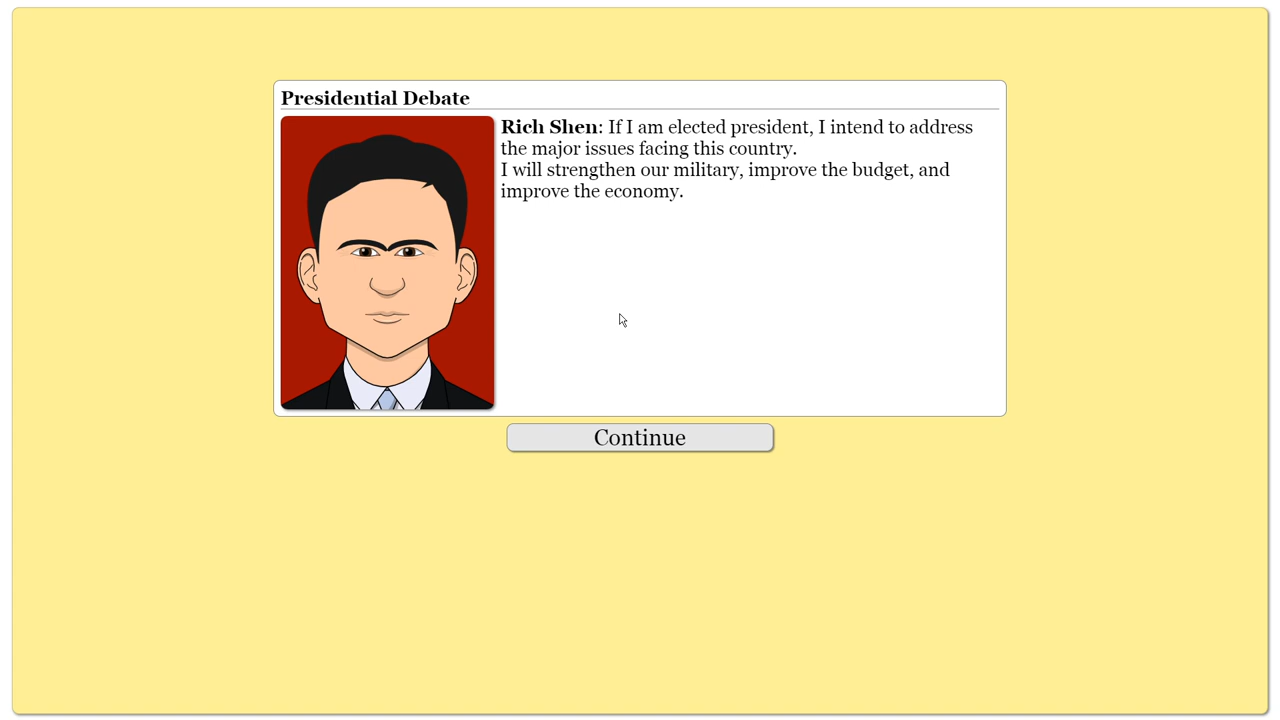 Presidential Debate
Rich Shen: If I am elected president, I intend to address
the major issues facing this country.
I will strengthen our military, improve the budget, and
improve the economy.
Continue